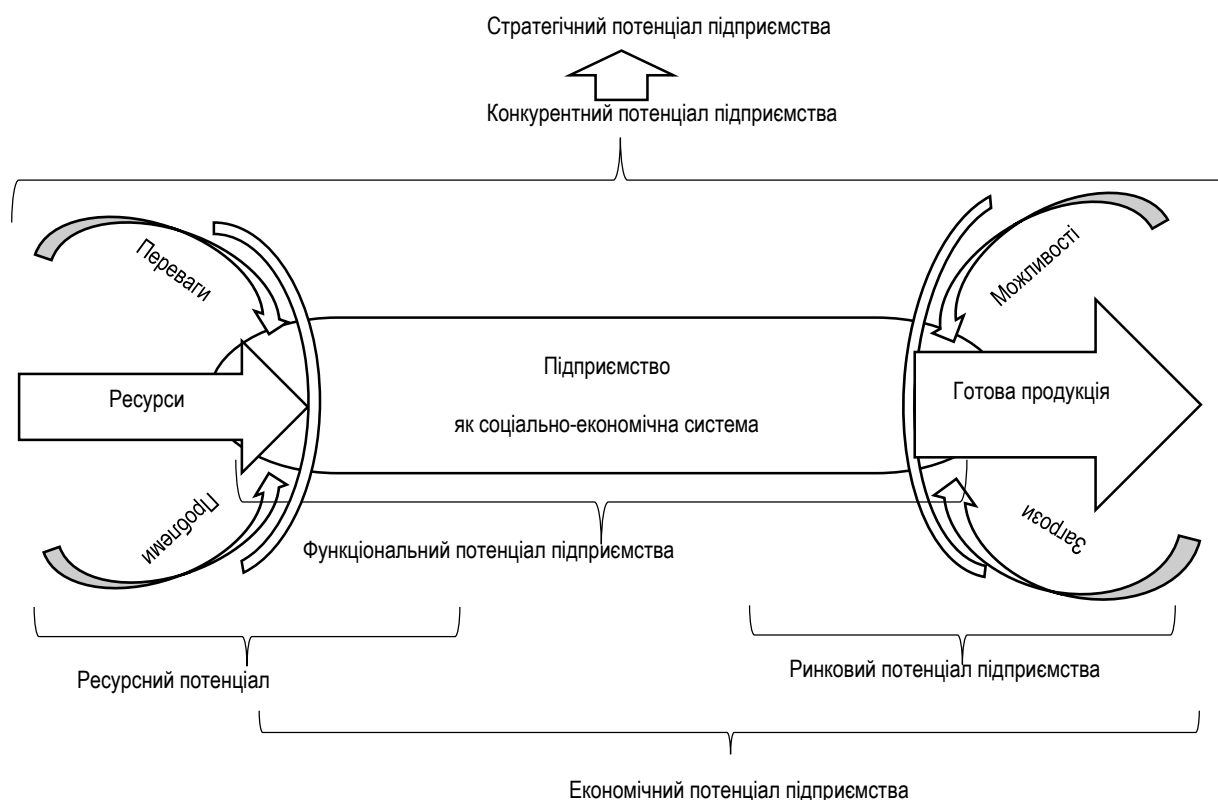 Стратегічний потенціал підприємства
Конкурентний потенціал підприємства
Переваги
Можливості
Ресурси
Підприємство
як соціально-економічна система
Готова продукція
Проблеми
Загрози
Функціональний потенціал підприємства
Ресурсний потенціал
Ринковий потенціал підприємства
Економічний потенціал підприємства